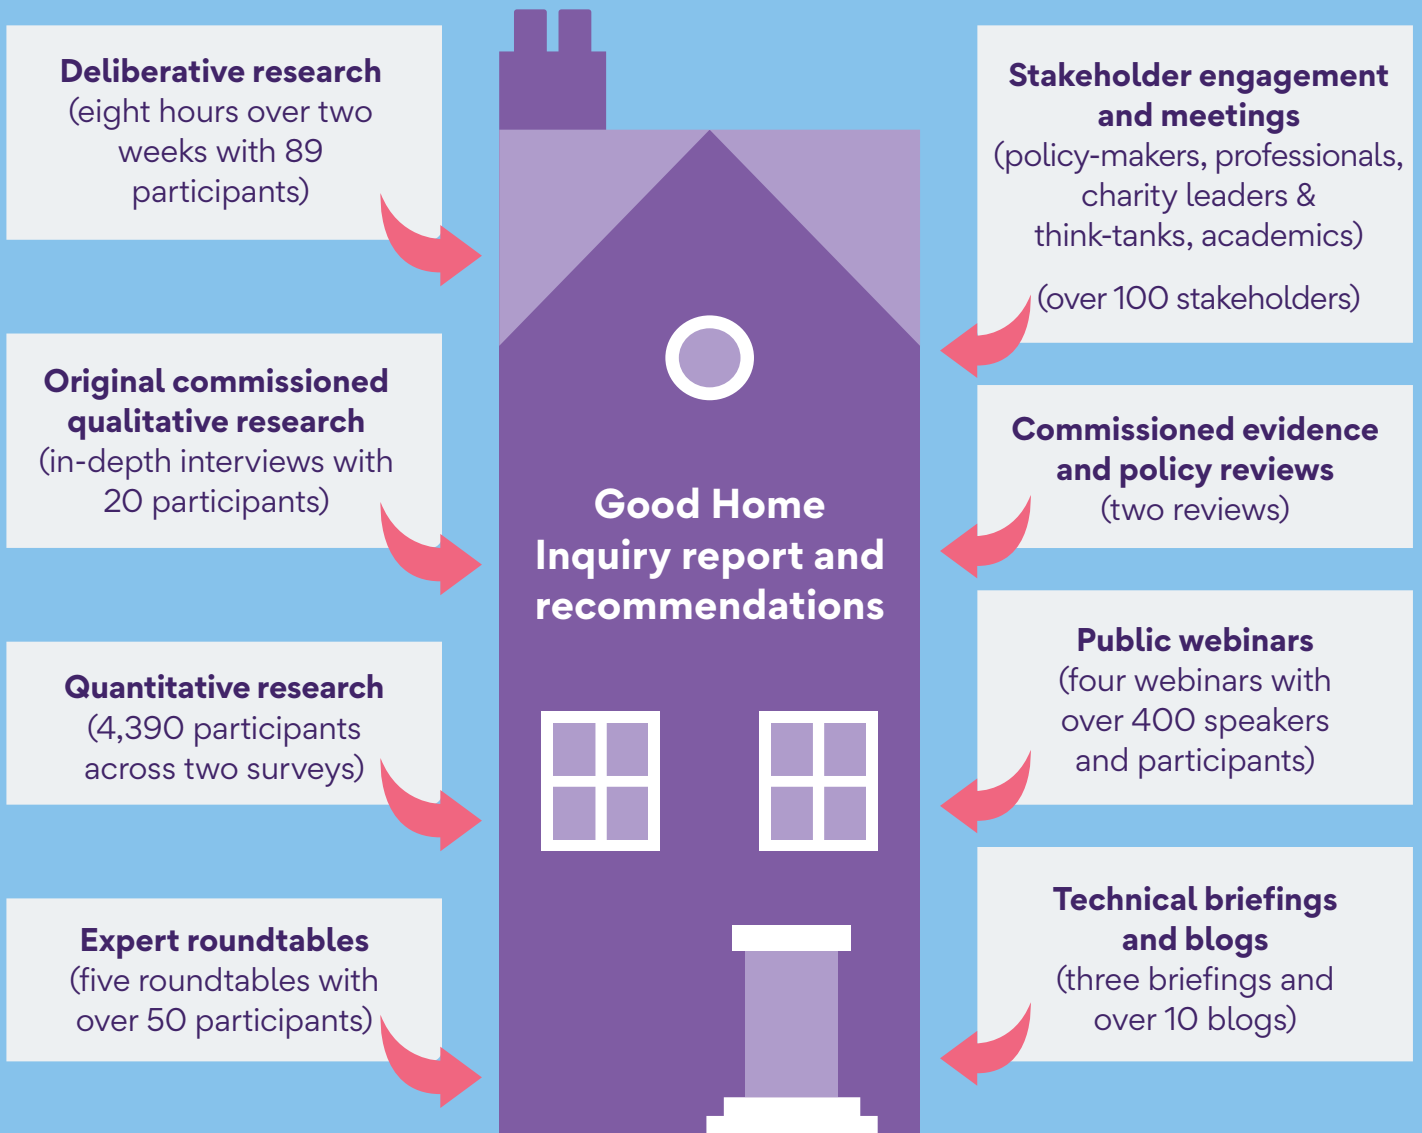 Deliberative research
(eight hours over two
weeks with 89
participants)
Original commissioned
qualitative research
(in-depth interviews with
20 participants)
Quantitative research
(4,390 participants
across two surveys)
Expert roundtables
(five roundtables with
over 50 participants)
Good Home
Inquiry report and
recommendations
Stakeholder engagement
and meetings
(policy-makers, professionals,
charity leaders &
think-tanks, academics)
(over 100 stakeholders)
Commissioned evidence
and policy reviews
(two reviews)
Public webinars
(four webinars with
over 400 speakers
and participants)
Technical briefings
and blogs
(three briefings and
over 10 blogs)